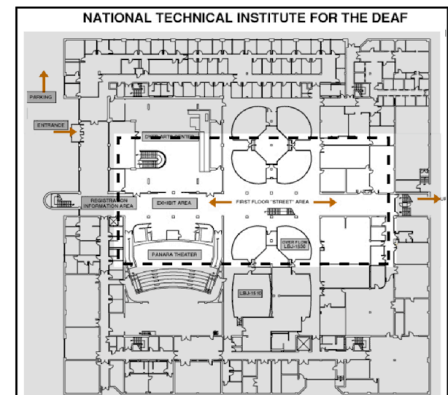 NATIONAL TECHNICAL INSTITUTE FOR THE DEAF
PARKING
ENTRANCE
REGISTRATION
INFORMATION AREA
EXHIBIT AREA
FIRST FLOOR "STREET" AREA
PANARA THEATER